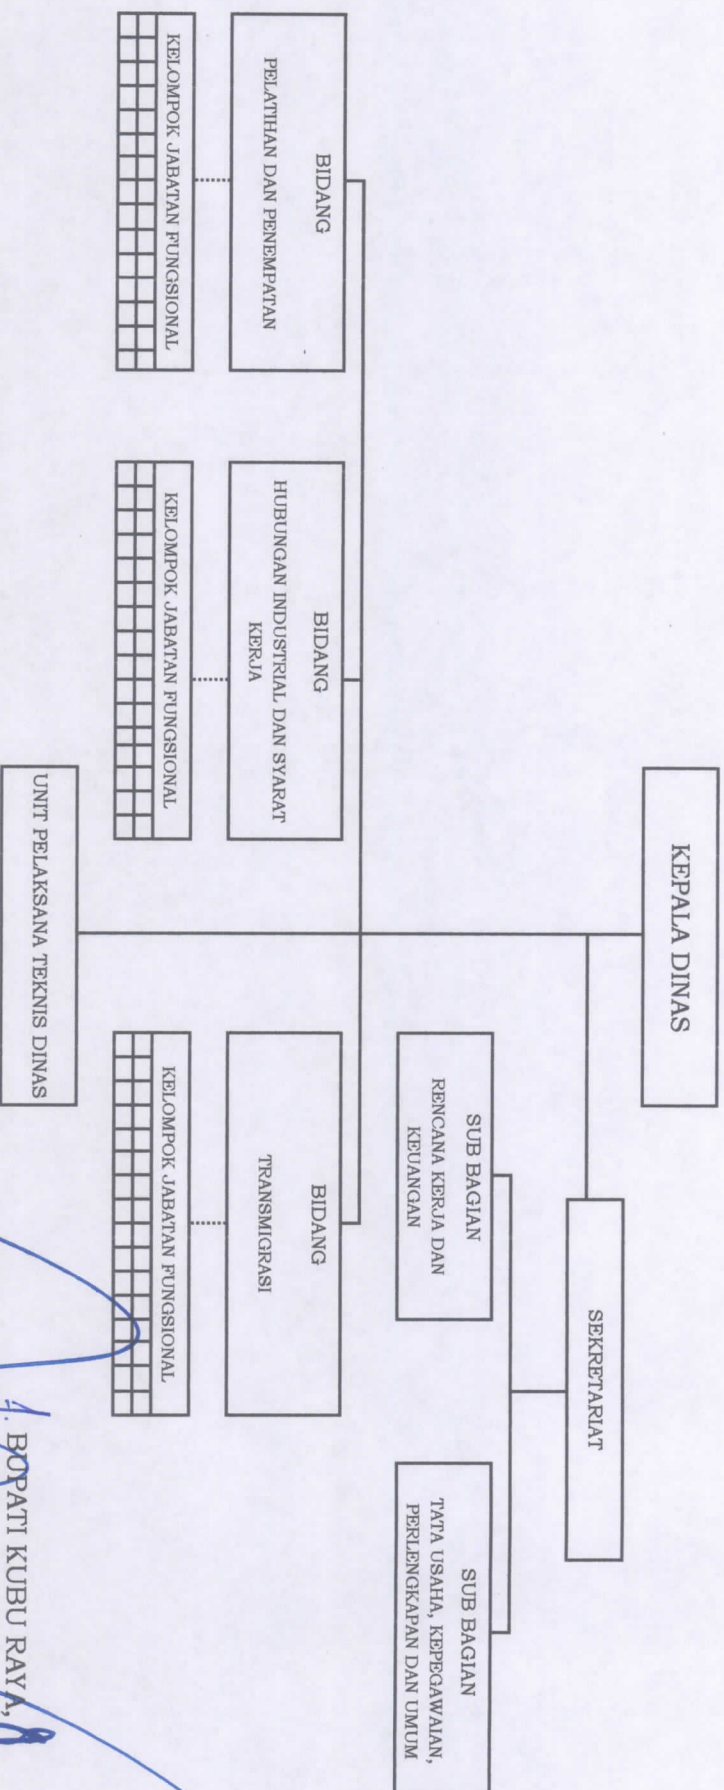 KEPALA DINAS
SEKRETARIAT
SUB BAGIAN
RENCANA KERJA DAN
KEUANGAN
SUB BAGIAN
TATA USAHA, KEPEGAWAIAN,
PERLENGKAPAN DAN UMUM
BIDANG
PELATIHAN DAN PENEMPATAN
BIDANG
HUBUNGAN INDUSTRIAL DAN SYARAT
KERJA
BIDANG
TRANSMIGRASI
KELOMPOK JABATAN FUNGSIONAL
KELOMPOK JABATAN FUNGSIONAL
KELOMPOK JABATAN FUNGSIONAL
UNIT PELAKSANA TEKNIS DINAS
BUPATI KUBU RAYA,